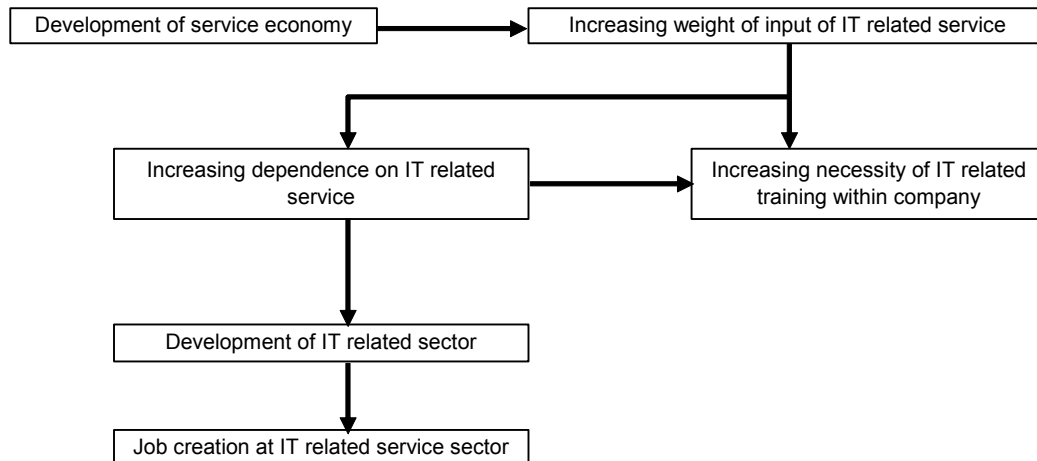 Development of service economy
Increasing weight of input of IT related service
Increasing dependence on IT related
service
Increasing necessity of IT related
training within company
Development of IT related sector
Job creation at IT related service sector